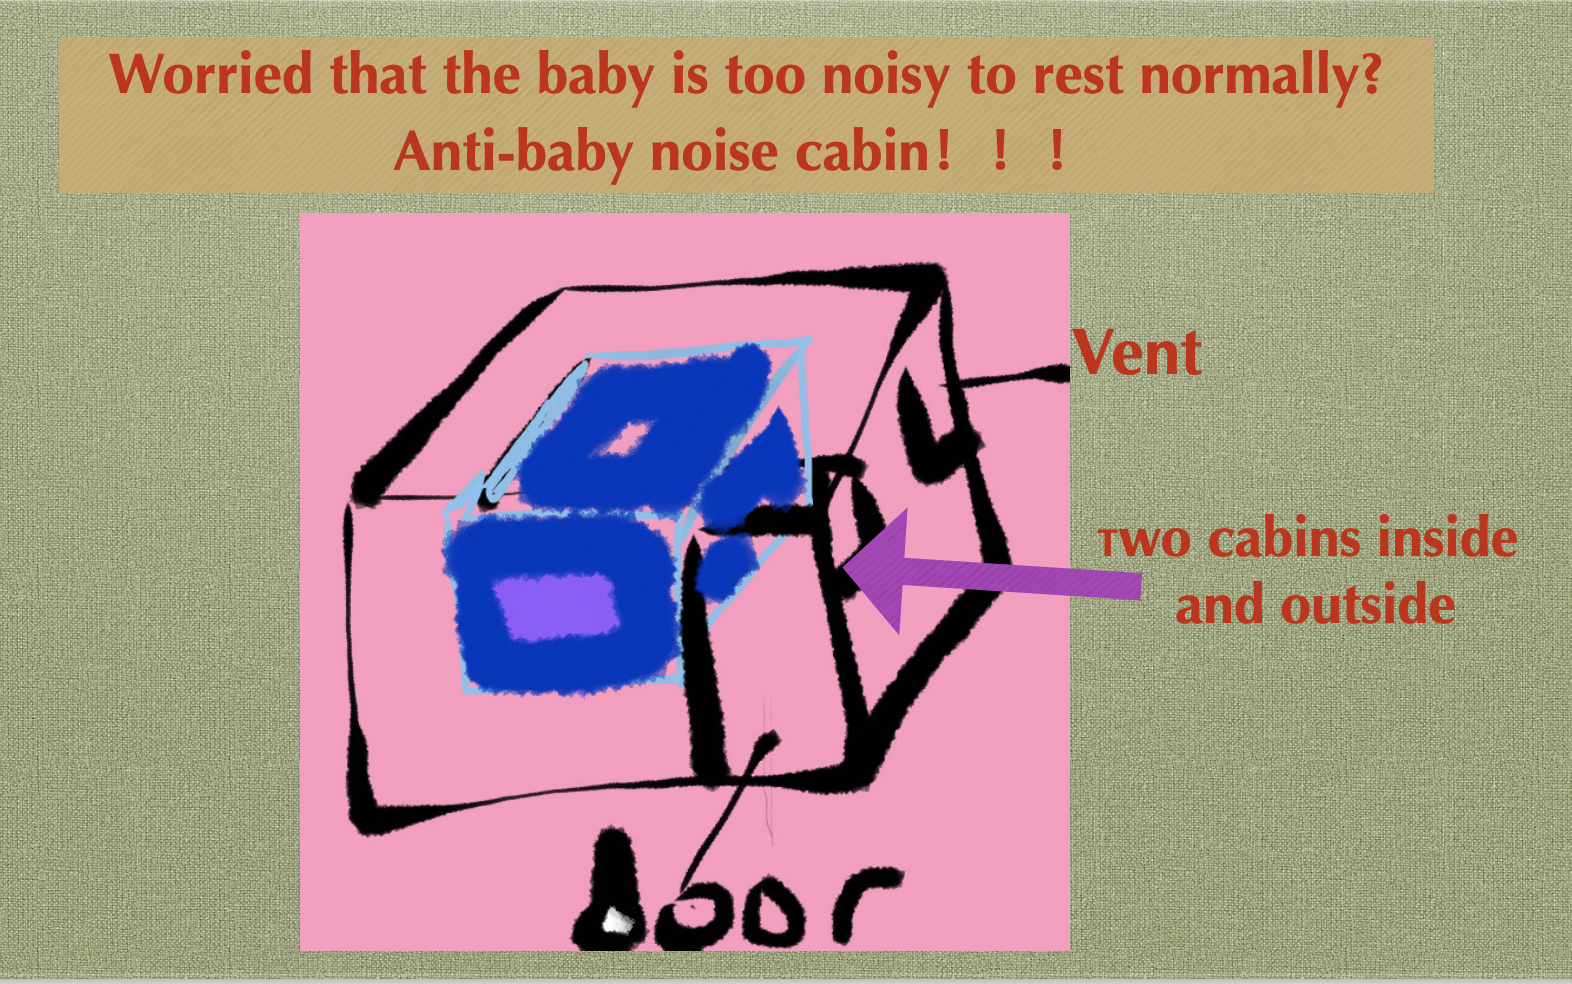 Worried that the baby is too noisy to rest normally?
Anti-baby noise cabin！！！
Vent
Two cabins inside
and outside
door